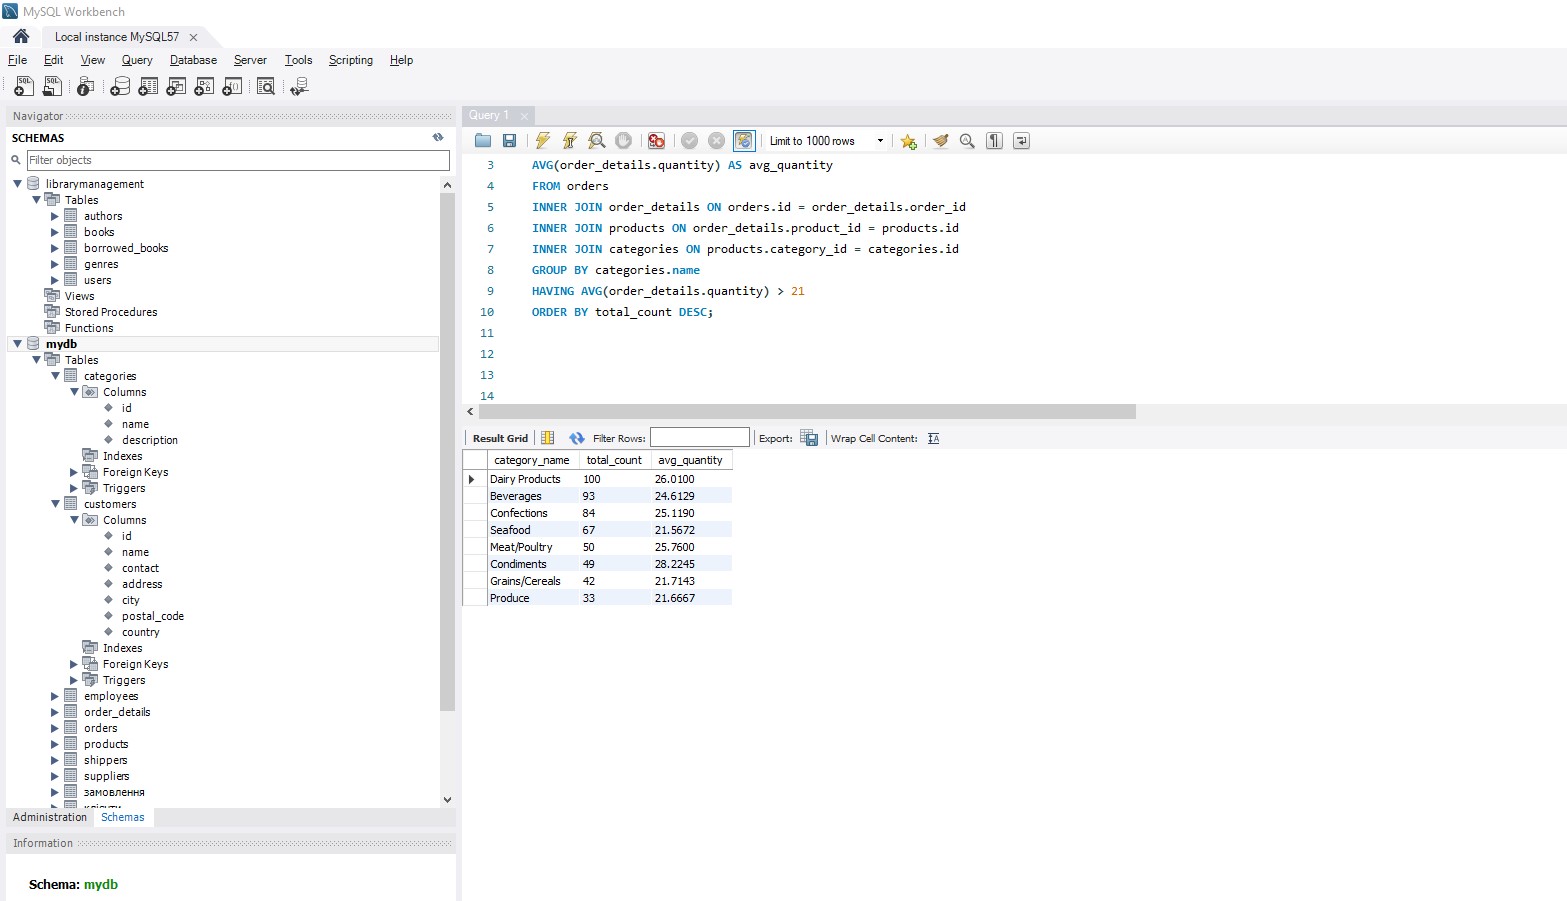 MySQL Workbench
Local instance MySQL57
File Edit View Query Database Server Tools Scripting Help
Navigator
SCHEMAS
Filter objects
librarymanagement
Tables
authors
books
borrowed_books
genres
users
Views
Stored Procedures
Functions
mydb
Tables
categories
Columns
id
name
description
Indexes
Foreign Keys
Triggers
customers
Columns
id
name
contact
address
city
postal_code
country
Indexes
Foreign Keys
Triggers
employees
order_details
orders
products
shippers
suppliers
замовлення
Administration Schemas
Information
Schema: mydb
Query 1
Limit to 1000 rows
3 AVG(order_details.quantity) AS avg_quantity
4 FROM orders
5 INNER JOIN order_details ON orders.id = order_details.order_id
6 INNER JOIN products ON order_details.product_id = products.id
7 INNER JOIN categories ON products.category_id = categories.id
8 GROUP BY categories.name
9 HAVING AVG(order_details.quantity) > 21
10 ORDER BY total_count DESC;
11
12
13
14
Result Grid Filter Rows: Export: Wrap Cell Content:
category_name total_count avg_quantity
Dairy Products 100 26.0100
Beverages 93 24.6129
Confections 84 25.1190
Seafood 67 21.5672
Meat/Poultry 50 25.7600
Condiments 49 28.2245
Grains/Cereals 42 21.7143
Produce 33 21.6667